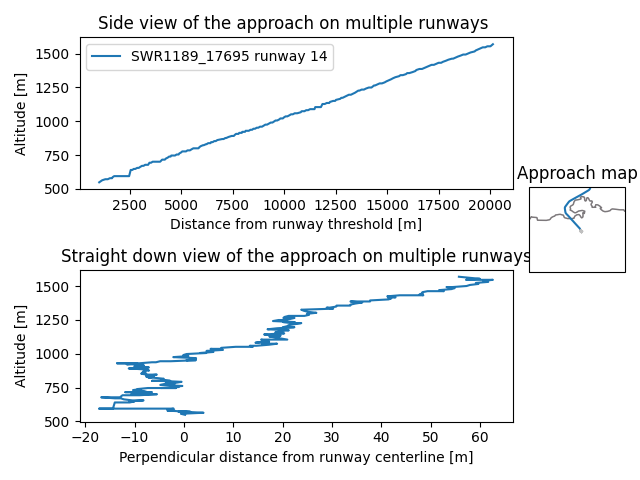 Side view of the approach on multiple runways
1500
1250
1000
750
500
Altitude [m]
SWR1189_17695 runway 14
2500 5000 7500 10000 12500 15000 17500 20000
Distance from runway threshold [m]
Approach map
Straight down view of the approach on multiple runways
1500
1250
1000
750
500
Altitude [m]
−20 −10 0 10 20 30 40 50 60
Perpendicular distance from runway centerline [m]